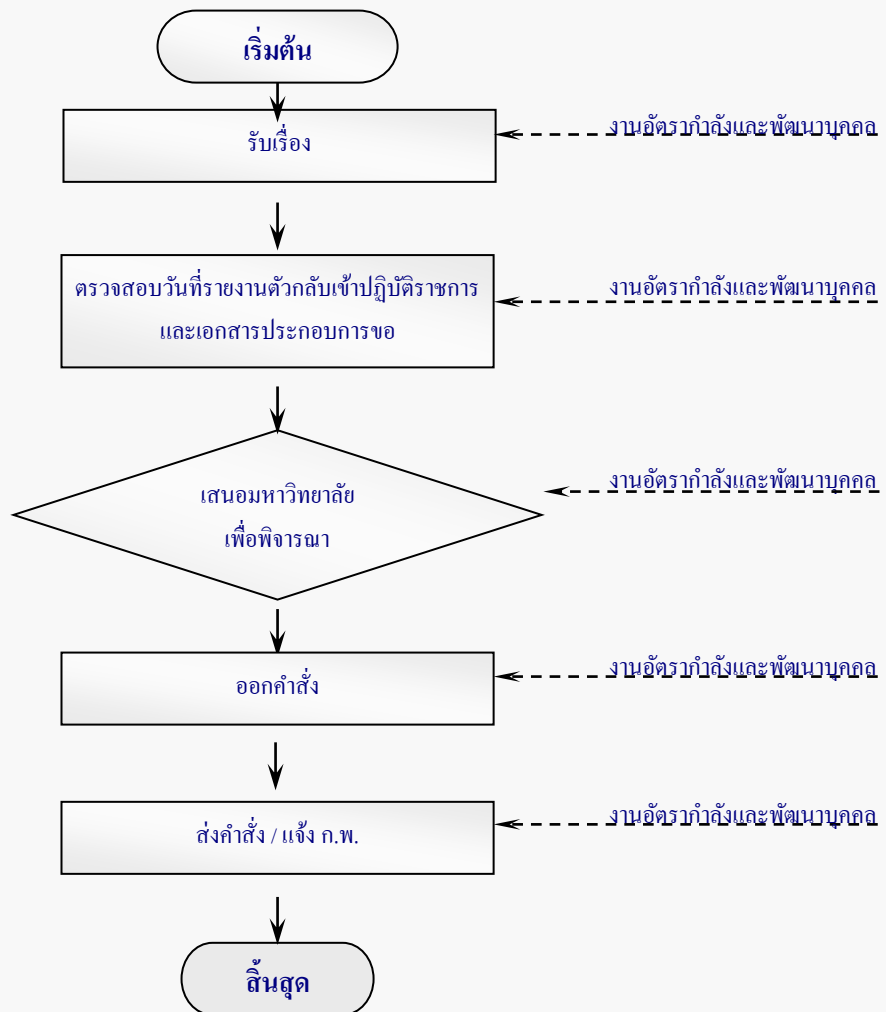 เริ่มต้น
รับเรื่อง
งานอัตรากำลังและพัฒนาบุคคล
ตรวจสอบวันที่รายงานตัวกลับเข้าปฏิบัติราชการ
และเอกสารประกอบการขอ
งานอัตรากำลังและพัฒนาบุคคล
เสนอมหาวิทยาลัย
เพื่อพิจารณา
งานอัตรากำลังและพัฒนาบุคคล
ออกคำสั่ง
งานอัตรากำลังและพัฒนาบุคคล
ส่งคำสั่ง / แจ้ง ก.พ.
งานอัตรากำลังและพัฒนาบุคคล
สิ้นสุด